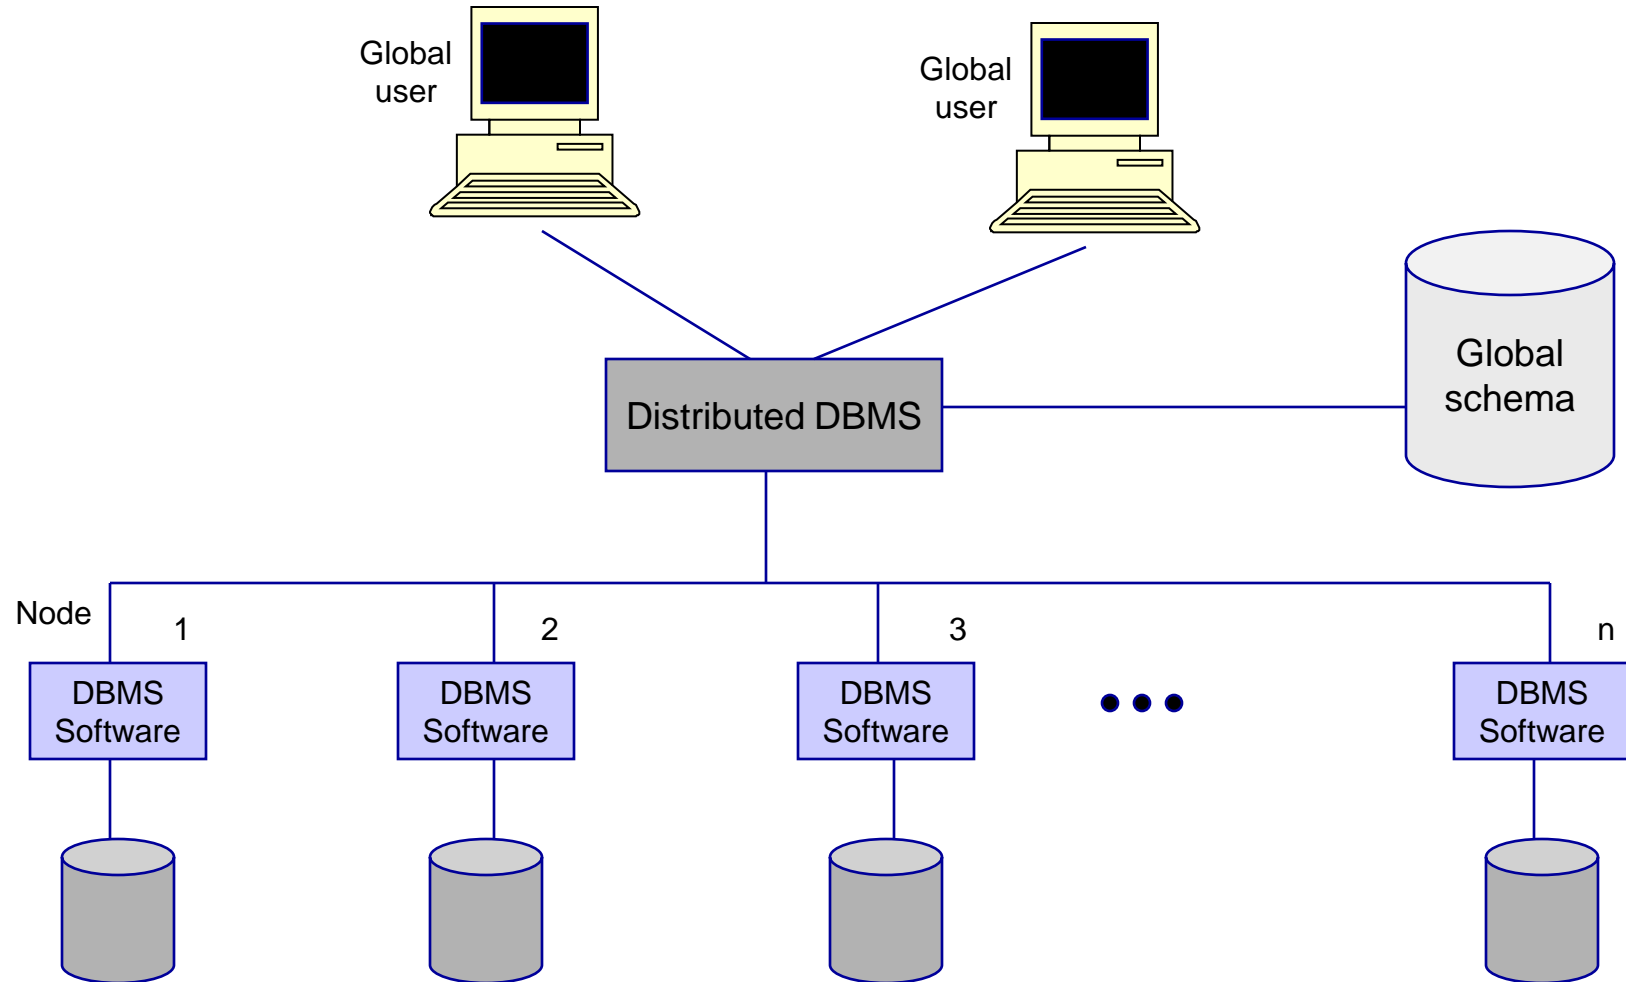 Global
user
Global
user
Global
schema
Distributed DBMS
Node
1
2
3
n
DBMS
Software
DBMS
Software
DBMS
Software
DBMS
Software